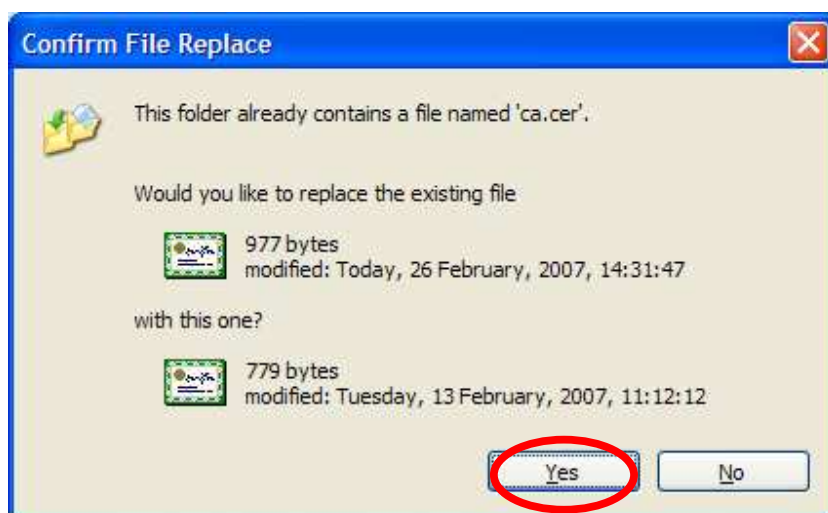 Confirm File Replace
This folder already contains a file named 'ca.cer'.
Would you like to replace the existing file
977 bytes
modified: Today, 26 February, 2007, 14:31:47
with this one?
779 bytes
modified: Tuesday, 13 February, 2007, 11:12:12
Yes No